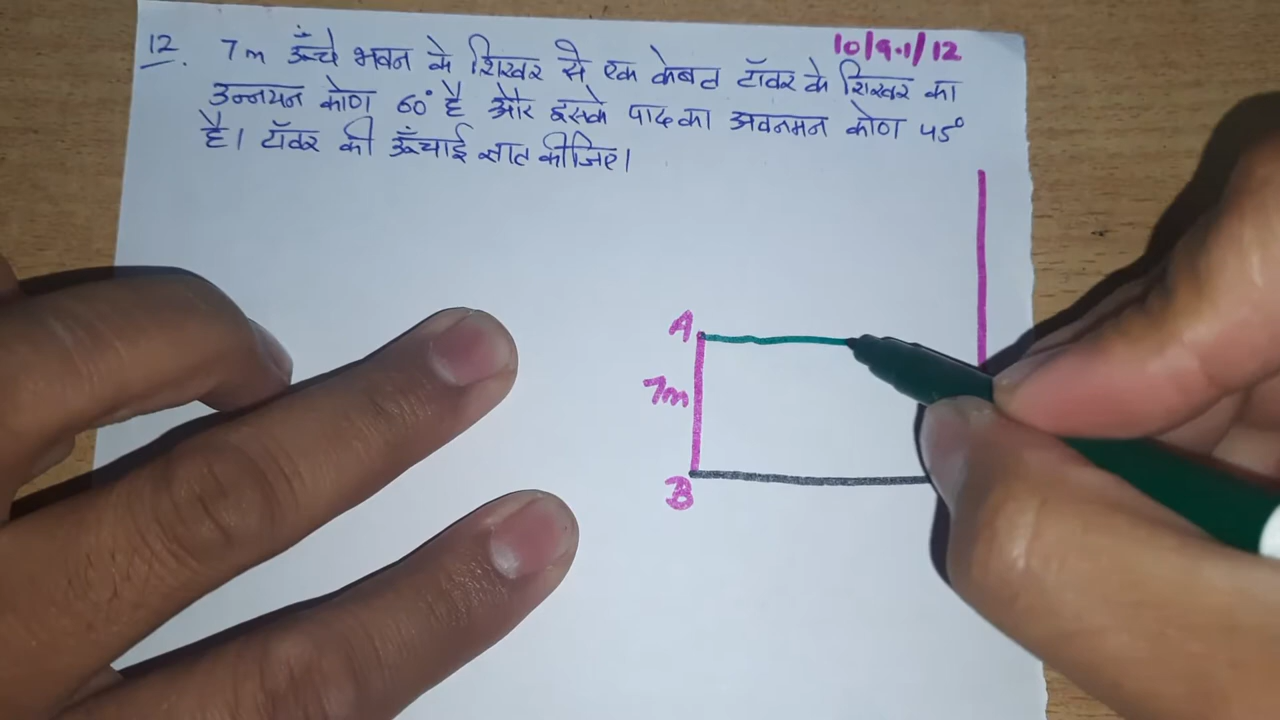 10/9.1/12
12. 7m ऊँचे भवन के शिखर से एक केबल टॉवर के शिखर का
उन्नयन कोण 60° है और इसके पाद का अवनमन कोण 45°
है। टॉवर की ऊँचाई ज्ञात कीजिए।
A
7m
B